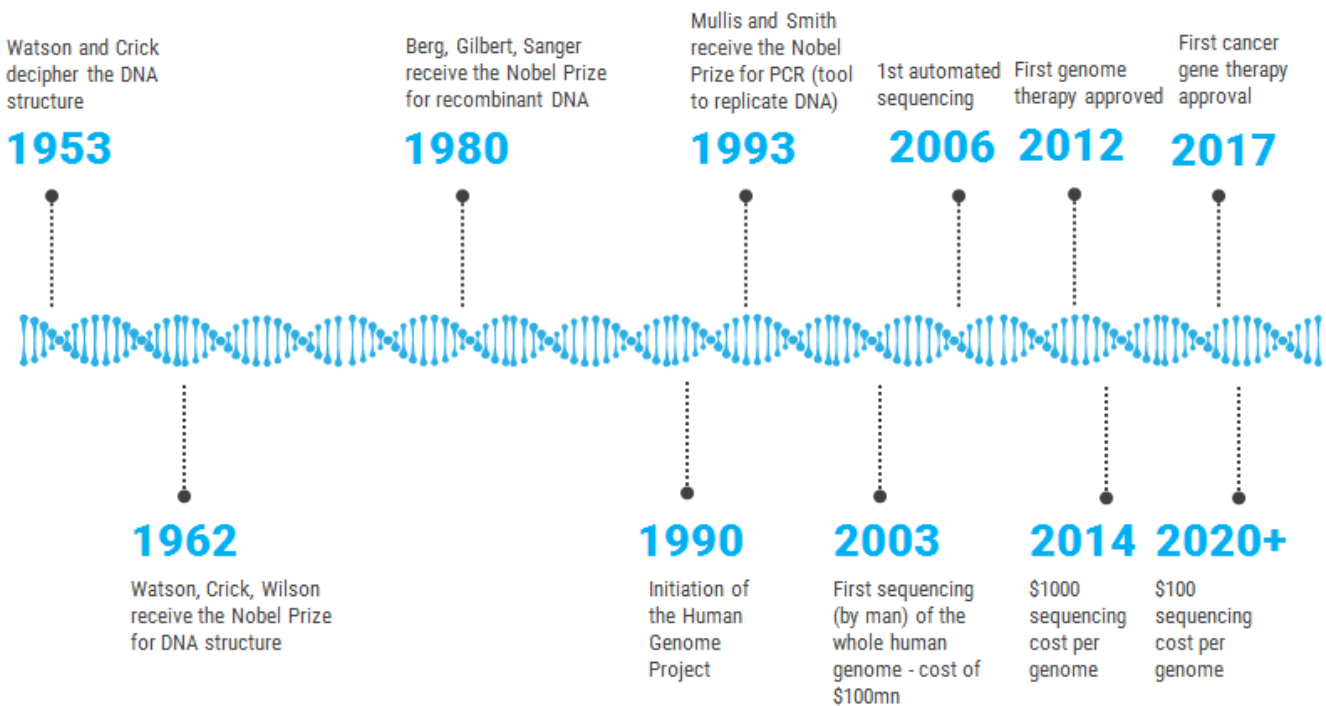 Watson and Crick
decipher the DNA
structure
1953
Berg, Gilbert, Sanger
receive the Nobel Prize
for recombinant DNA
1980
Mullis and Smith
receive the Nobel
Prize for PCR (tool
to replicate DNA)
1993
1st automated
sequencing
2006
First genome
therapy approved
2012
First cancer
gene therapy
approval
2017
1962
Watson, Crick, Wilson
receive the Nobel Prize
for DNA structure
1990
Initiation of
the Human
Genome
Project
2003
First sequencing
(by man) of the
whole human
genome - cost of
$100mn
2014
$1000
sequencing
cost per
genome
2020+
$100
sequencing
cost per
genome